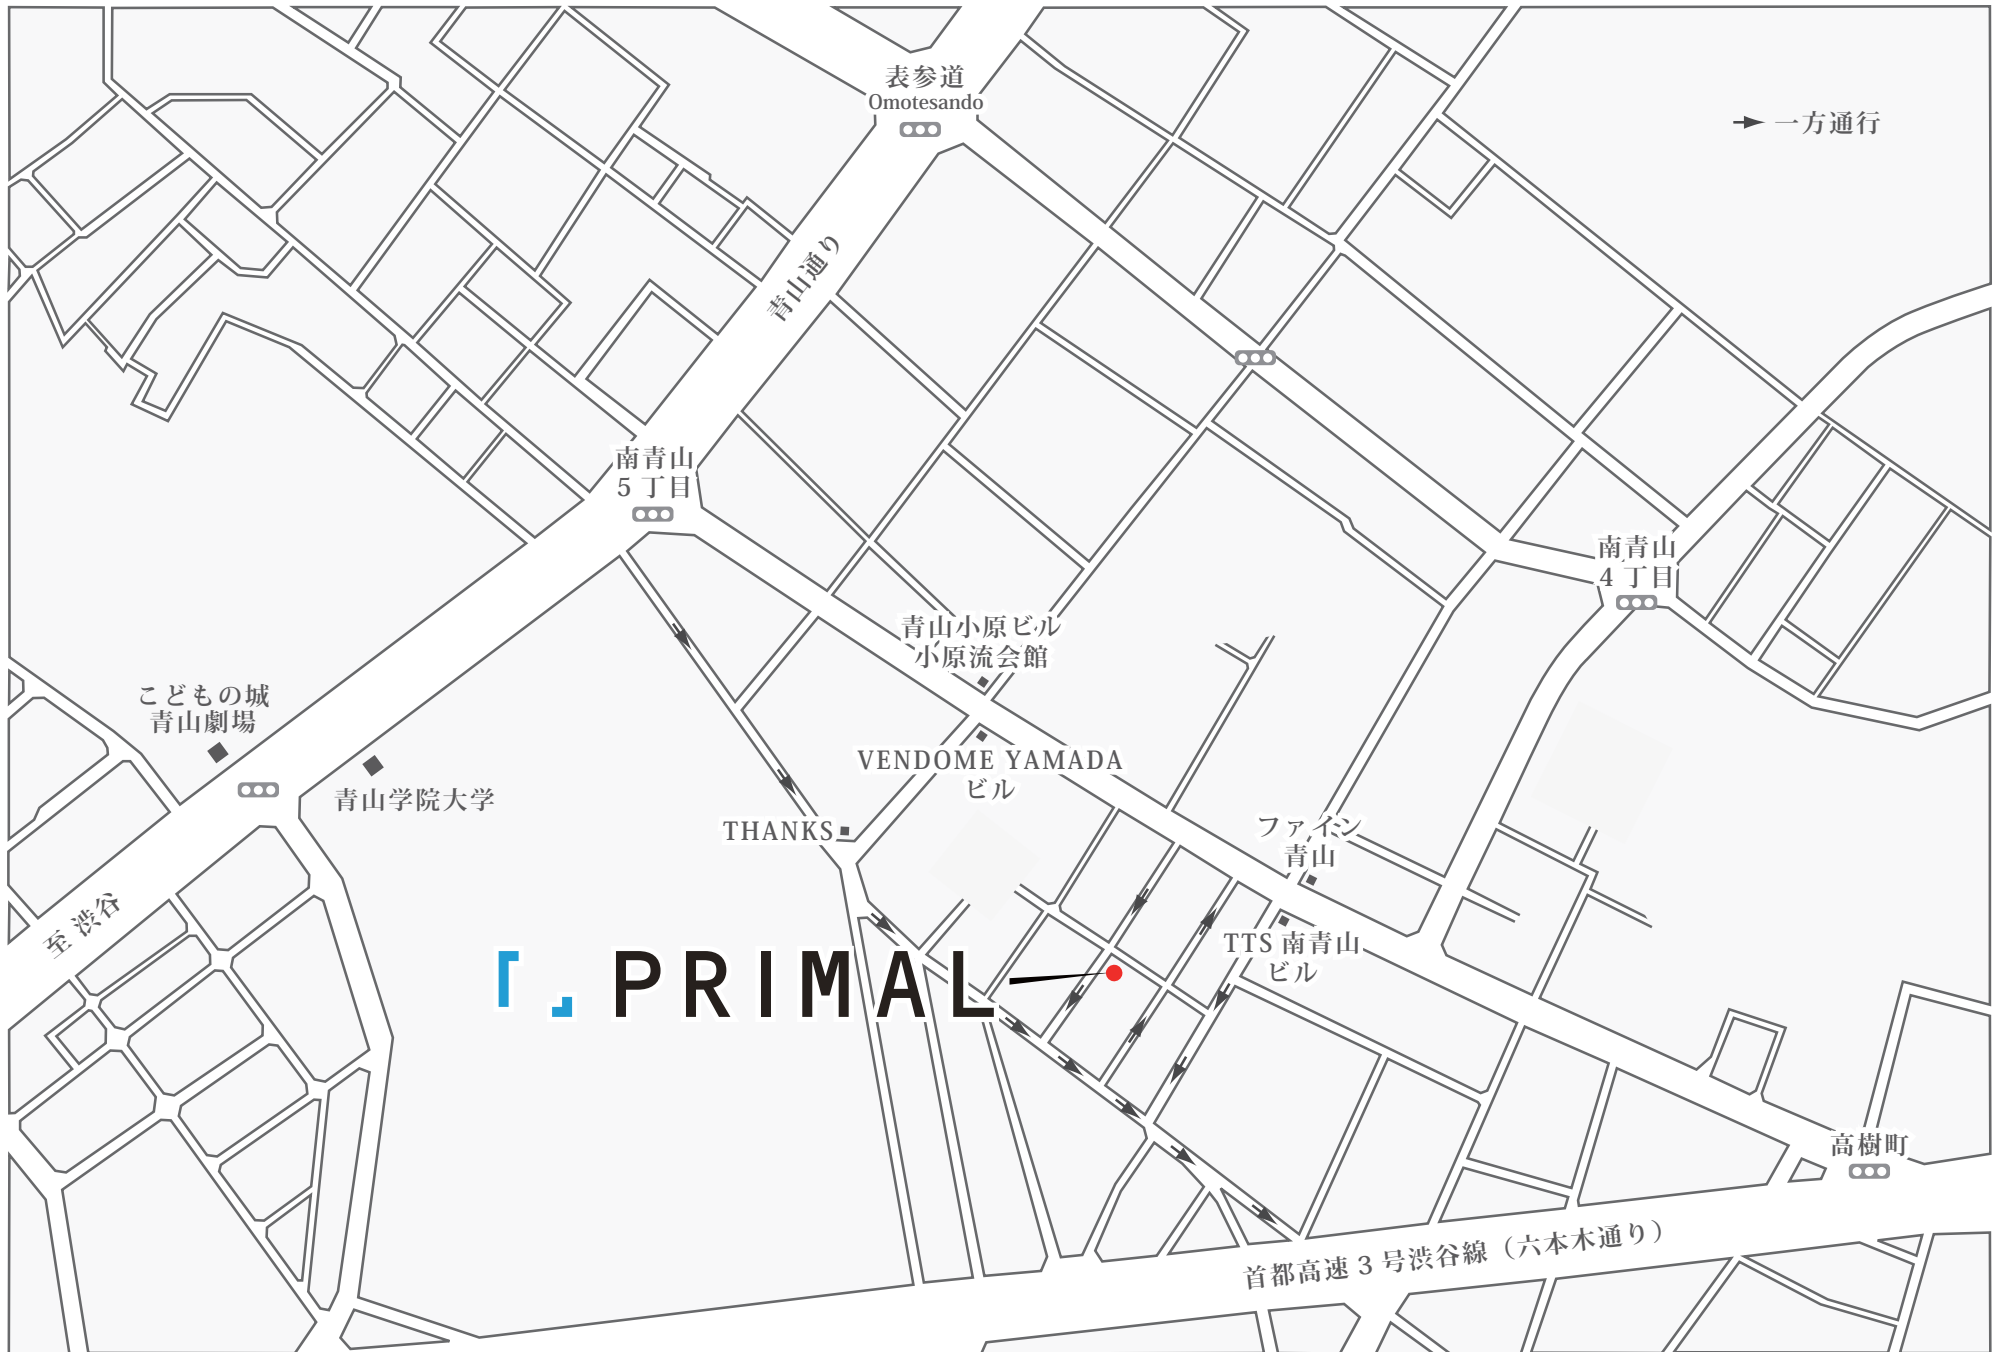 表参道
Omotesando
一方通行
青山通り
南青山
5 丁目
南青山
4 丁目
青山小原ビル
小原流会館
こどもの城
青山劇場
青山学院大学
VENDOME YAMADA
ビル
THANKS
ファイン
青山
至 渋谷
TTS 南青山
ビル
PRIMAL
高樹町
首都高速 3 号渋谷線（六本木通り）